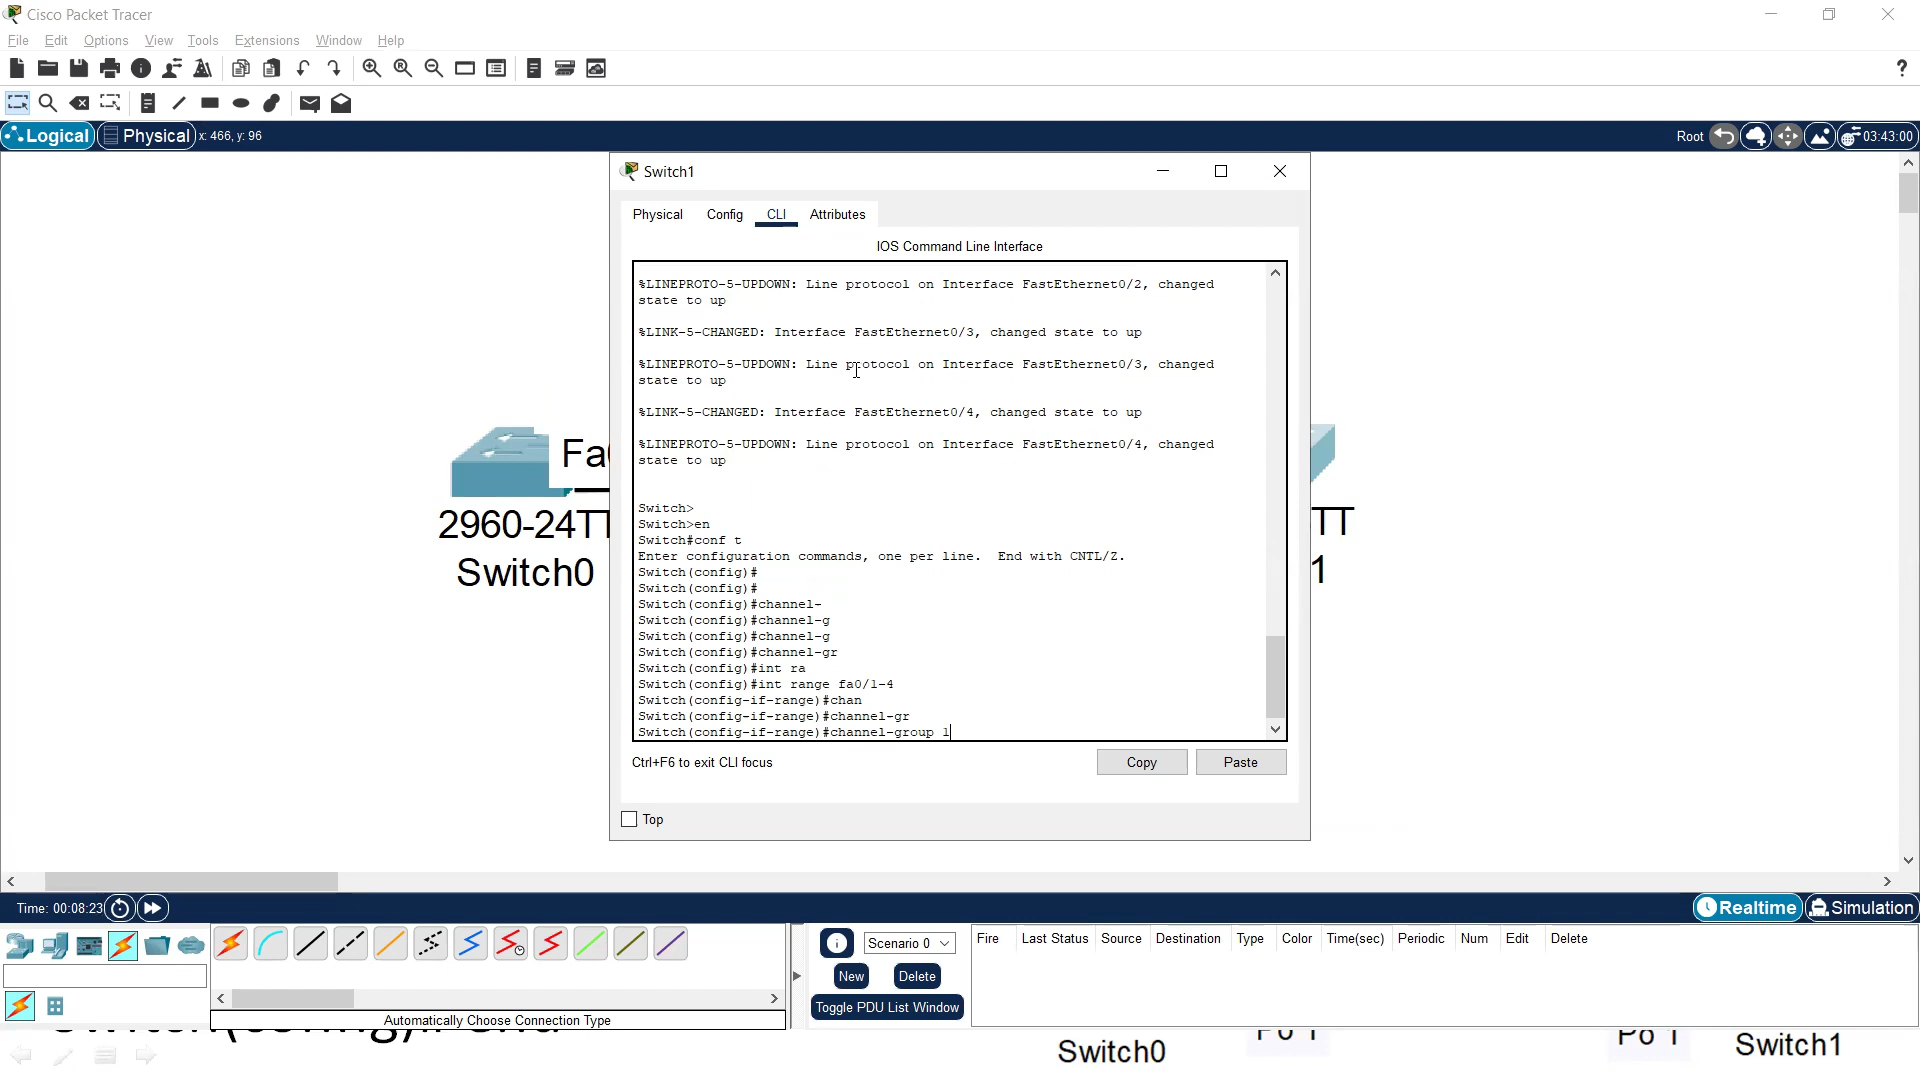 Cisco Packet Tracer
File Edit Options View Tools Extensions Window Help
?
Logical Physical x: 466, y: 96
Root 03:43:00
Switch1
Physical Config CLI Attributes
IOS Command Line Interface
%LINEPROTO-5-UPDOWN: Line protocol on Interface FastEthernet0/2, changed
state to up
%LINK-5-CHANGED: Interface FastEthernet0/3, changed state to up
%LINEPROTO-5-UPDOWN: Line protocol on Interface FastEthernet0/3, changed
state to up
%LINK-5-CHANGED: Interface FastEthernet0/4, changed state to up
%LINEPROTO-5-UPDOWN: Line protocol on Interface FastEthernet0/4, changed
state to up
Switch>
Switch>en
Switch#conf t
Enter configuration commands, one per line.  End with CNTL/Z.
Switch(config)#
Switch(config)#
Switch(config)#channel-
Switch(config)#channel-g
Switch(config)#channel-g
Switch(config)#channel-gr
Switch(config)#int ra
Switch(config)#int range fa0/1-4
Switch(config-if-range)#chan
Switch(config-if-range)#channel-gr
Switch(config-if-range)#channel-group 1
Ctrl+F6 to exit CLI focus
Copy Paste
Top
Fa0
2960-24TT
Switch0
TT
1
Time: 00:08:23
Realtime Simulation
Scenario 0
New Delete
Toggle PDU List Window
Fire Last Status Source Destination Type Color Time(sec) Periodic Num Edit Delete
Automatically Choose Connection Type
Switch0
Po 1
Po 1
Switch1